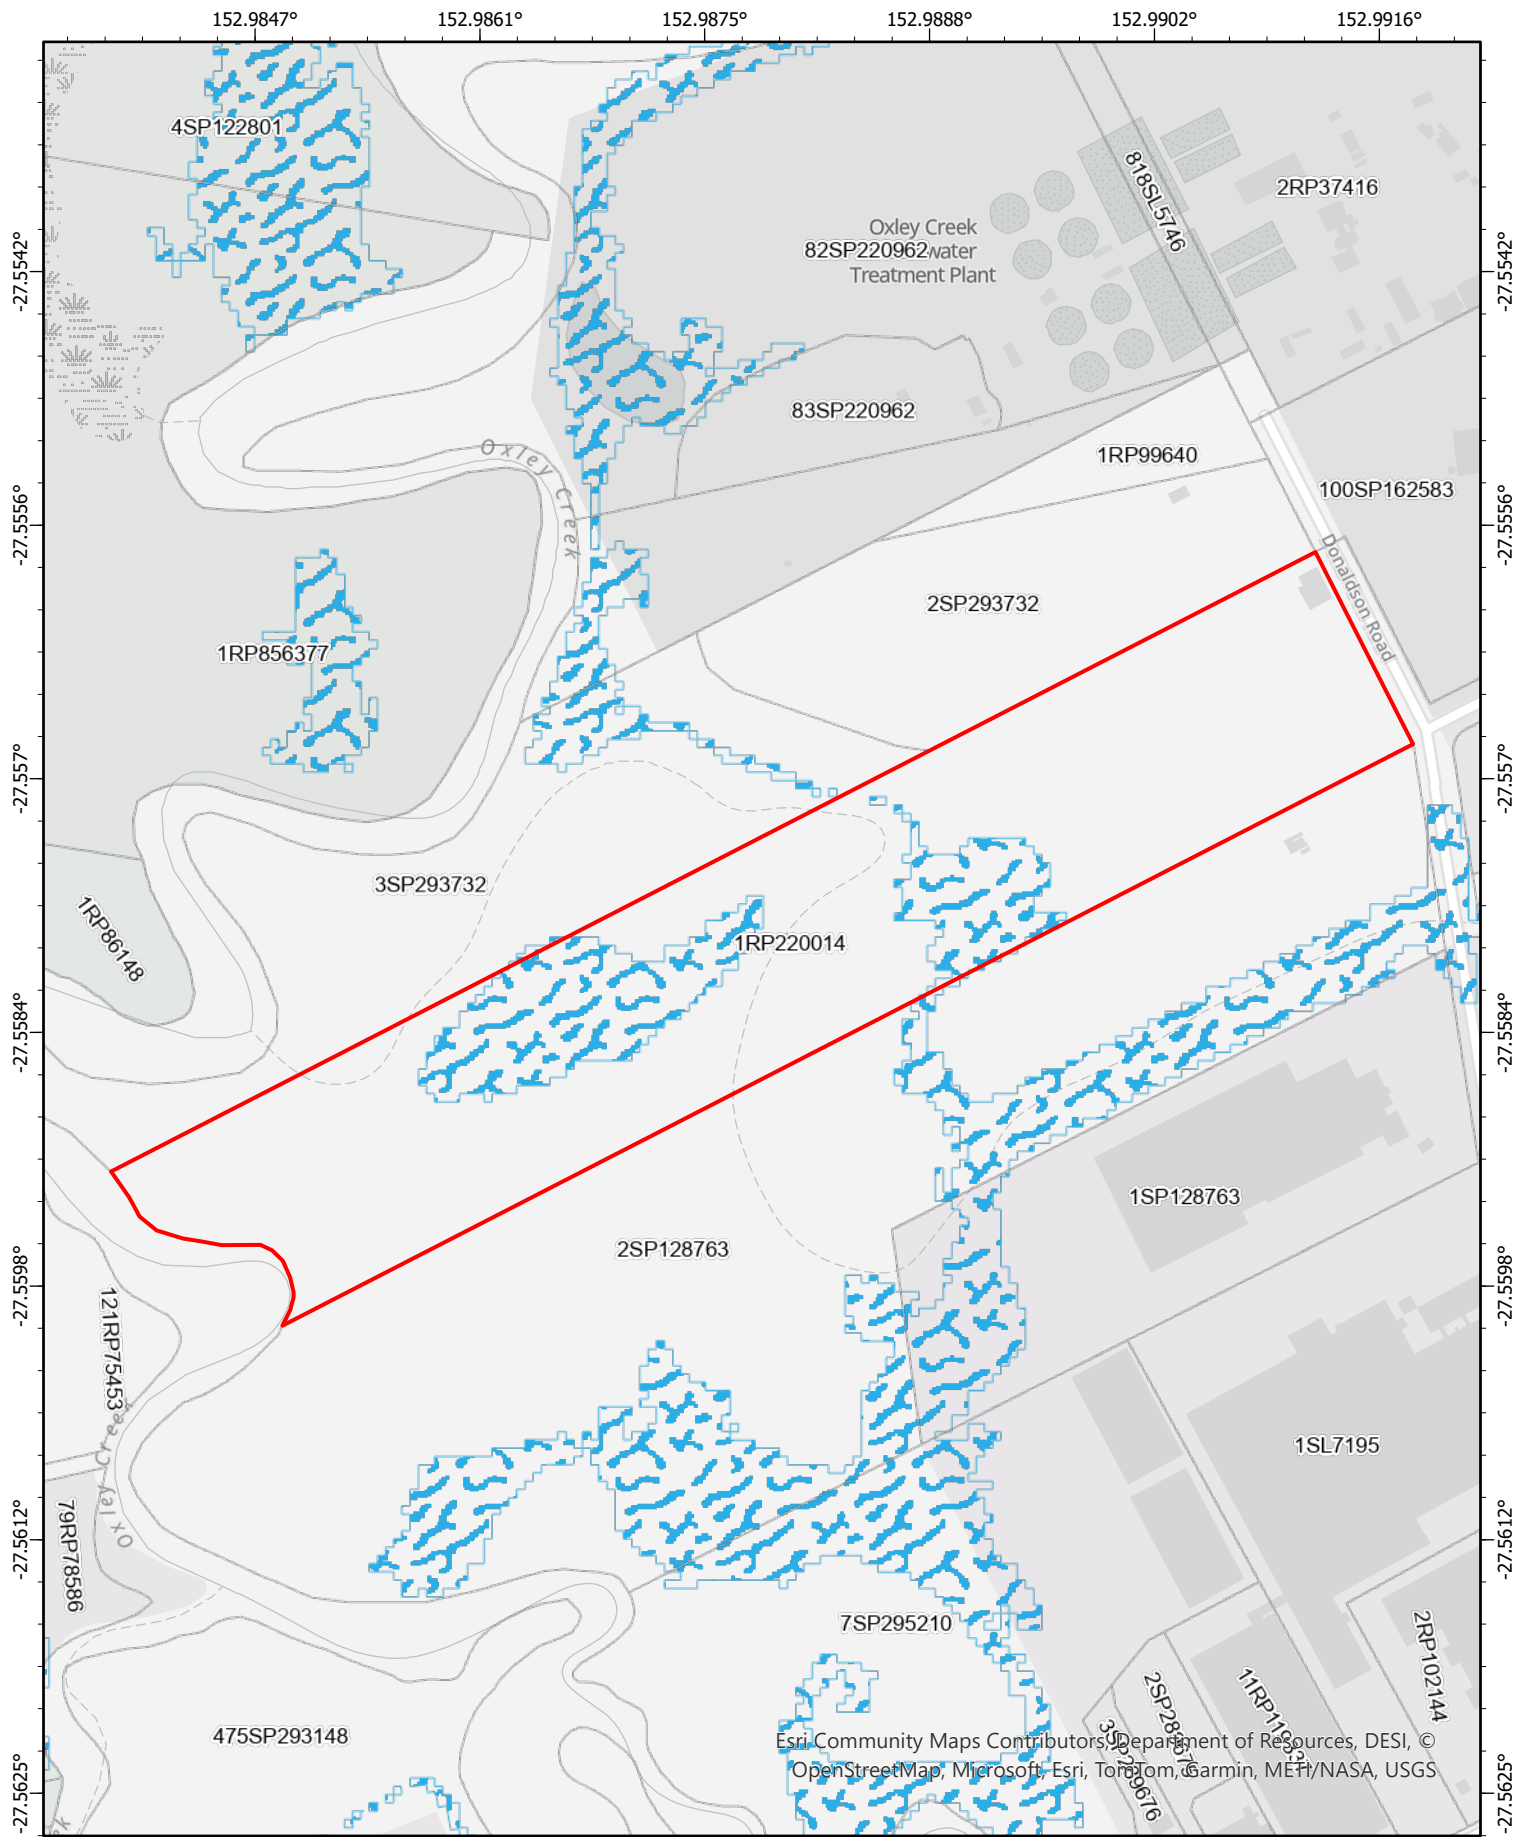 152.9847°
152.9861°
152.9875°
152.9888°
152.9902°
152.9916°
4SP122801
818SL5746
2RP37416
Oxley Creek
82SP220962
water
Treatment Plant
-27.5542°
-27.5542°
83SP220962
Oxley Creek
1RP99640
100SP162583
-27.5556°
-27.5556°
Donaldson Road
2SP293732
1RP856377
-27.557°
-27.557°
3SP293732
1RP86148
1RP220014
-27.5584°
-27.5584°
1SP128763
2SP128763
-27.5598°
-27.5598°
121RP75453
Oxley Creek
1SL7195
-27.5612°
-27.5612°
79RP78586
7SP295210
2RP102144
475SP293148
Esri Community Maps Contributors, Department of Resources, DESI, ©
OpenStreetMap, Microsoft, Esri, TomTom, Garmin, METI/NASA, USGS
-27.5625°
-27.5625°